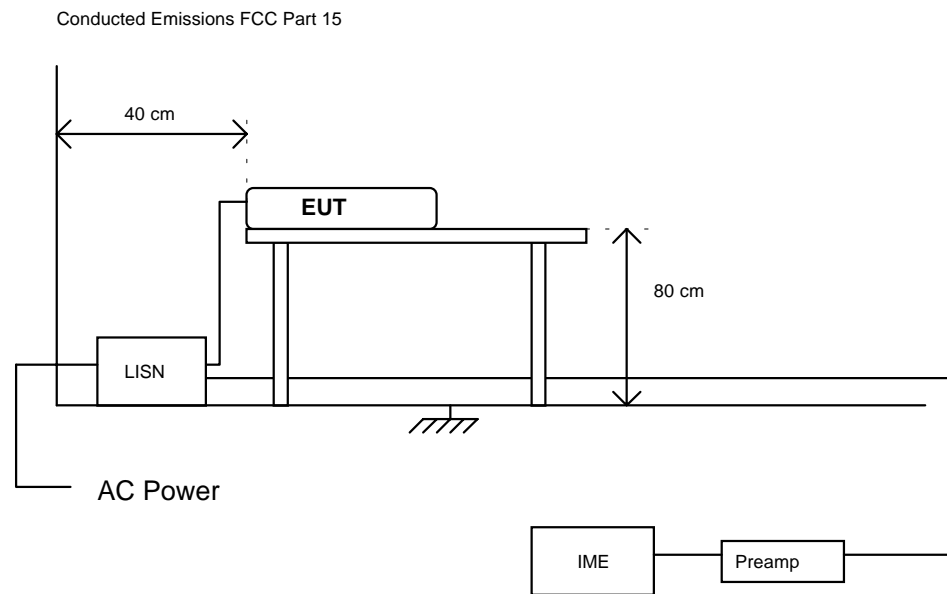 Conducted Emissions FCC Part 15
40 cm
EUT
80 cm
LISN
AC Power
IME
Preamp